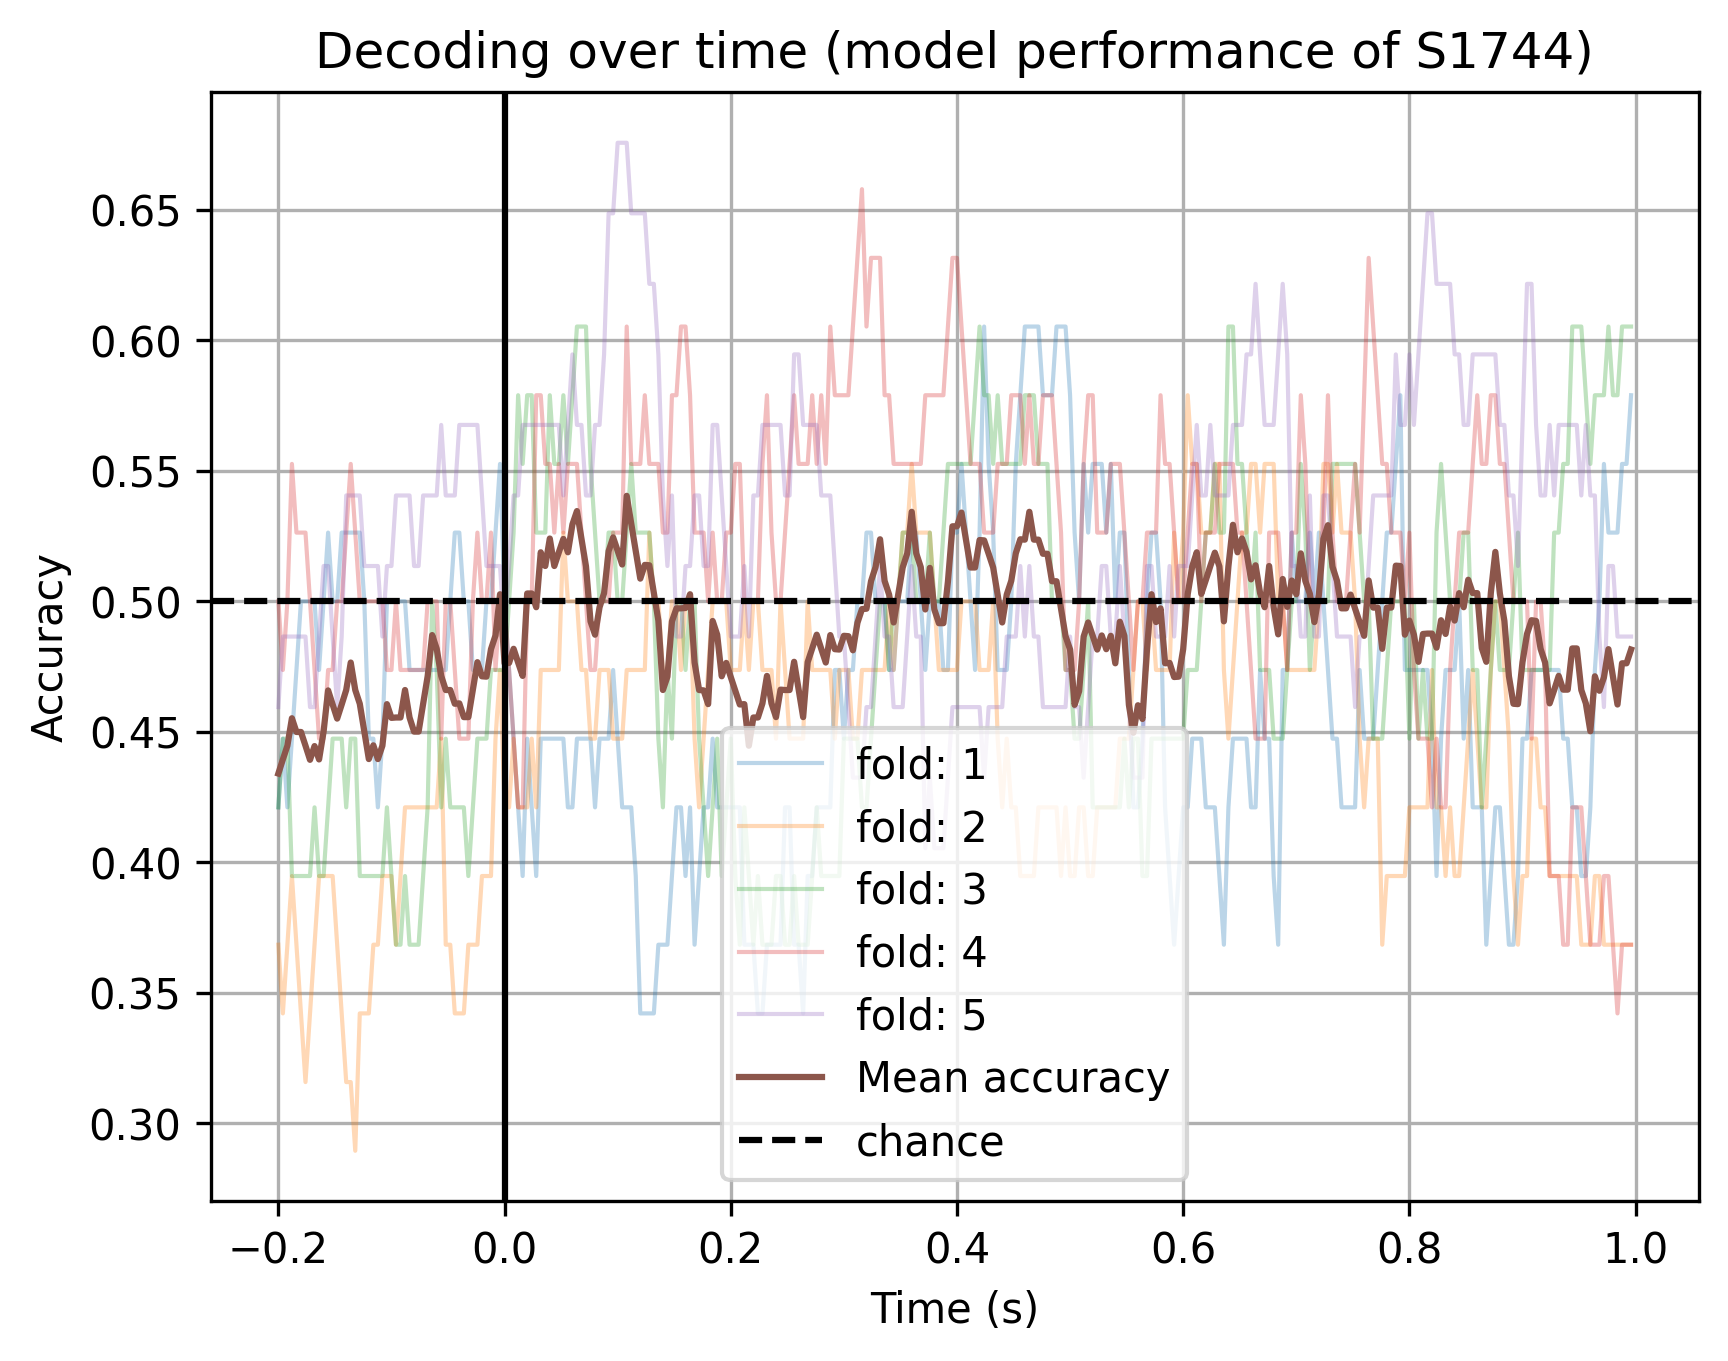 Decoding over time (model performance of S1744)
Accuracy
0.65
0.60
0.55
0.50
0.45
0.40
0.35
0.30
fold: 1
fold: 2
fold: 3
fold: 4
fold: 5
Mean accuracy
chance
−0.2 0.0 0.2 0.4 0.6 0.8 1.0
Time (s)